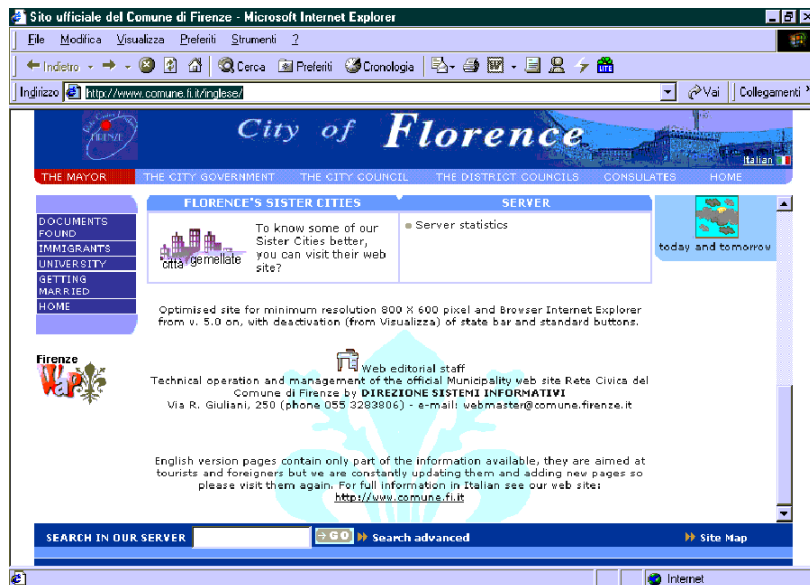 Sito ufficiale del Comune di Firenze - Microsoft Internet Explorer
File Modifica Visualizza Preferiti Strumenti ?
Indietro Cerca Preferiti Cronologia
Indirizzo http://www.comune.fi.it/inglese/ Vai Collegamenti
FIRENZE
City of Florence
Italian
THE MAYOR THE CITY GOVERNMENT THE CITY COUNCIL THE DISTRICT COUNCILS CONSULATES HOME
DOCUMENTS
FOUND
IMMIGRANTS
UNIVERSITY
GETTING
MARRIED
HOME
FLORENCE'S SISTER CITIES
città gemellate
To know some of our
Sister Cities better,
you can visit their web
site?
SERVER
Server statistics
today and tomorrow
Optimised site for minimum resolution 800 X 600 pixel and Browser Internet Explorer
from v. 5.0 on, with deactivation (from Visualizza) of state bar and standard buttons.
Firenze
Wap
Web editorial staff
Technical operation and management of the official Municipality web site Rete Civica del
Comune di Firenze by DIREZIONE SISTEMI INFORMATIVI
Via R. Giuliani, 250 (phone 055 3283806) - e-mail: webmaster@comune.firenze.it
English version pages contain only part of the information available, they are aimed at
tourists and foreigners but we are constantly updating them and adding new pages so
please visit them again. For full information in Italian see our web site:
http://www.comune.fi.it
SEARCH IN OUR SERVER GO Search advanced Site Map
Internet